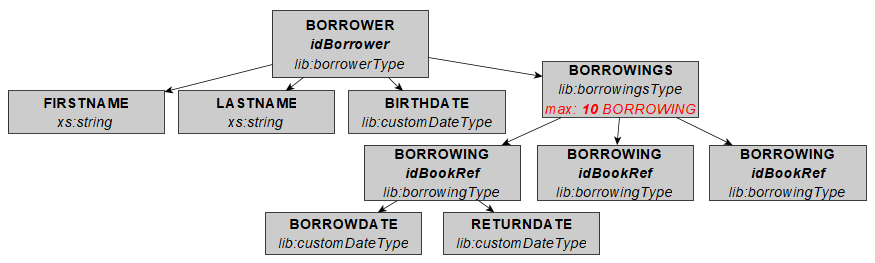 BORROWER
idBorrower
lib:borrowerType
BORROWINGS
lib:borrowingsType
max: 10 BORROWING
FIRSTNAME
xs:string
LASTNAME
xs:string
BIRTHDATE
lib:customDateType
BORROWING
idBookRef
lib:borrowingType
BORROWING
idBookRef
lib:borrowingType
BORROWING
idBookRef
lib:borrowingType
BORROWDATE
lib:customDateType
RETURNDATE
lib:customDateType